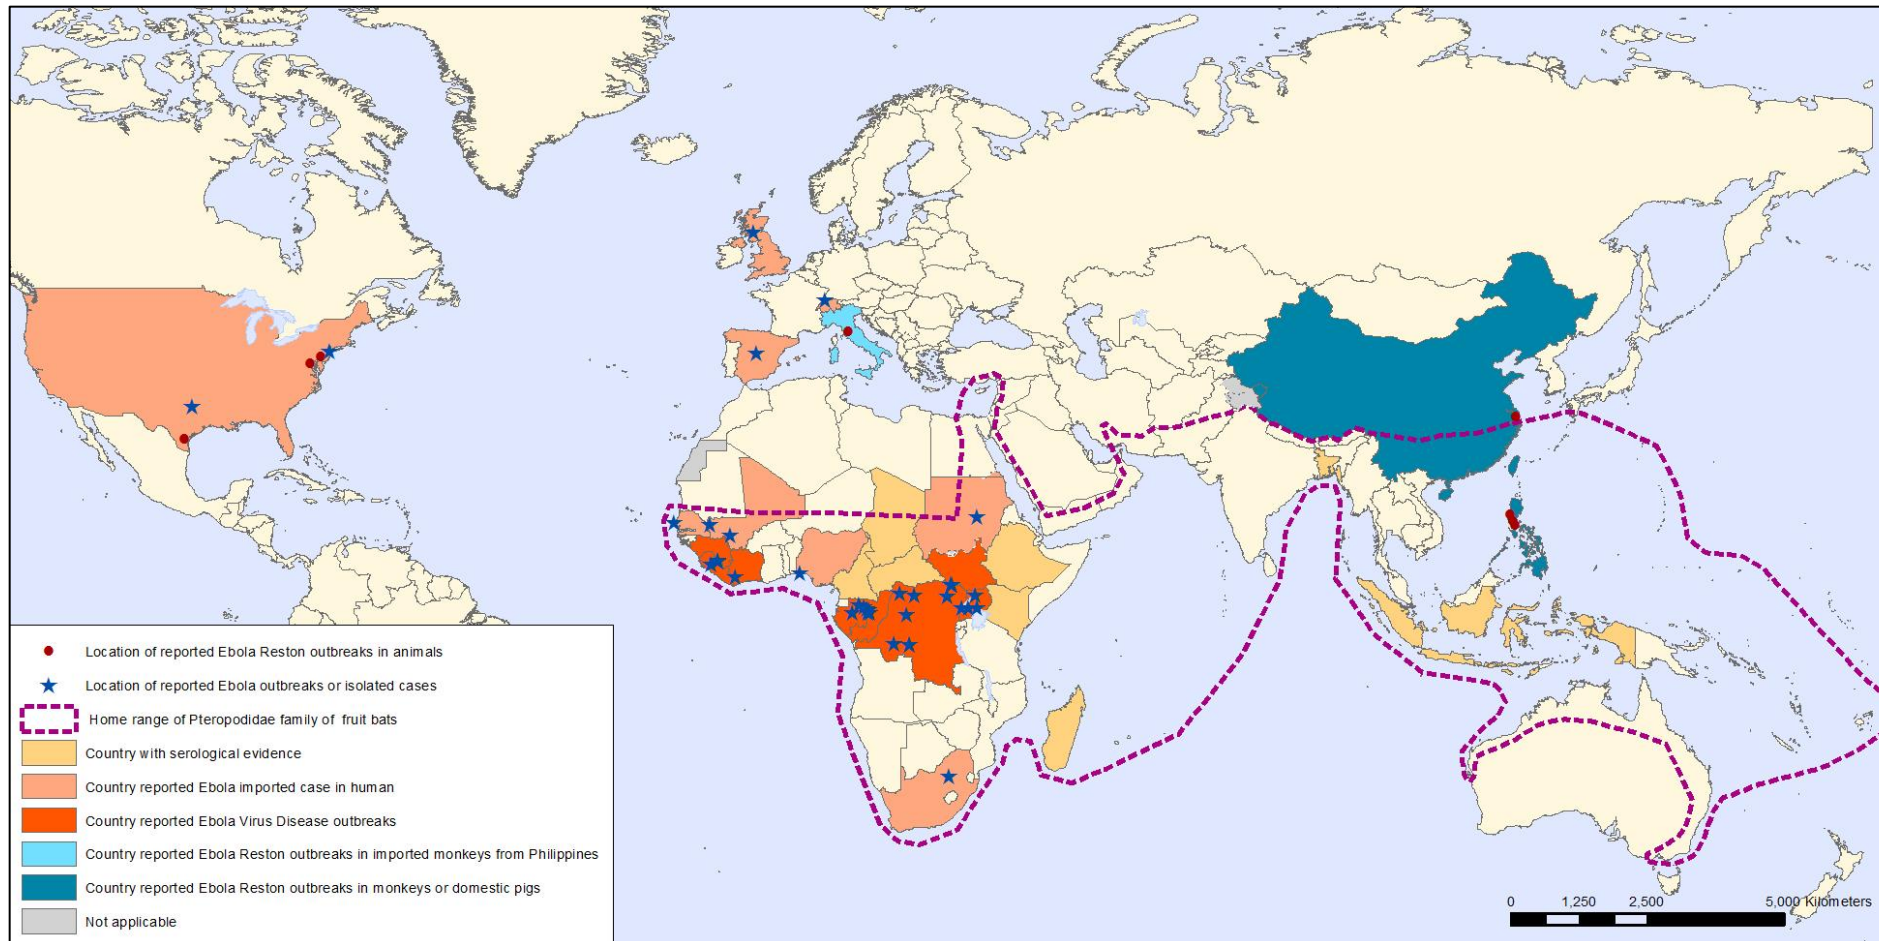 Location of reported Ebola Reston outbreaks in animals
Location of reported Ebola outbreaks or isolated cases
Home range of Pteropodidae family of fruit bats
Country with serological evidence
Country reported Ebola imported case in human
Country reported Ebola Virus Disease outbreaks
Country reported Ebola Reston outbreaks in imported monkeys from Philippines
Country reported Ebola Reston outbreaks in monkeys or domestic pigs
Not applicable
0 1,250 2,500 5,000 Kilometers